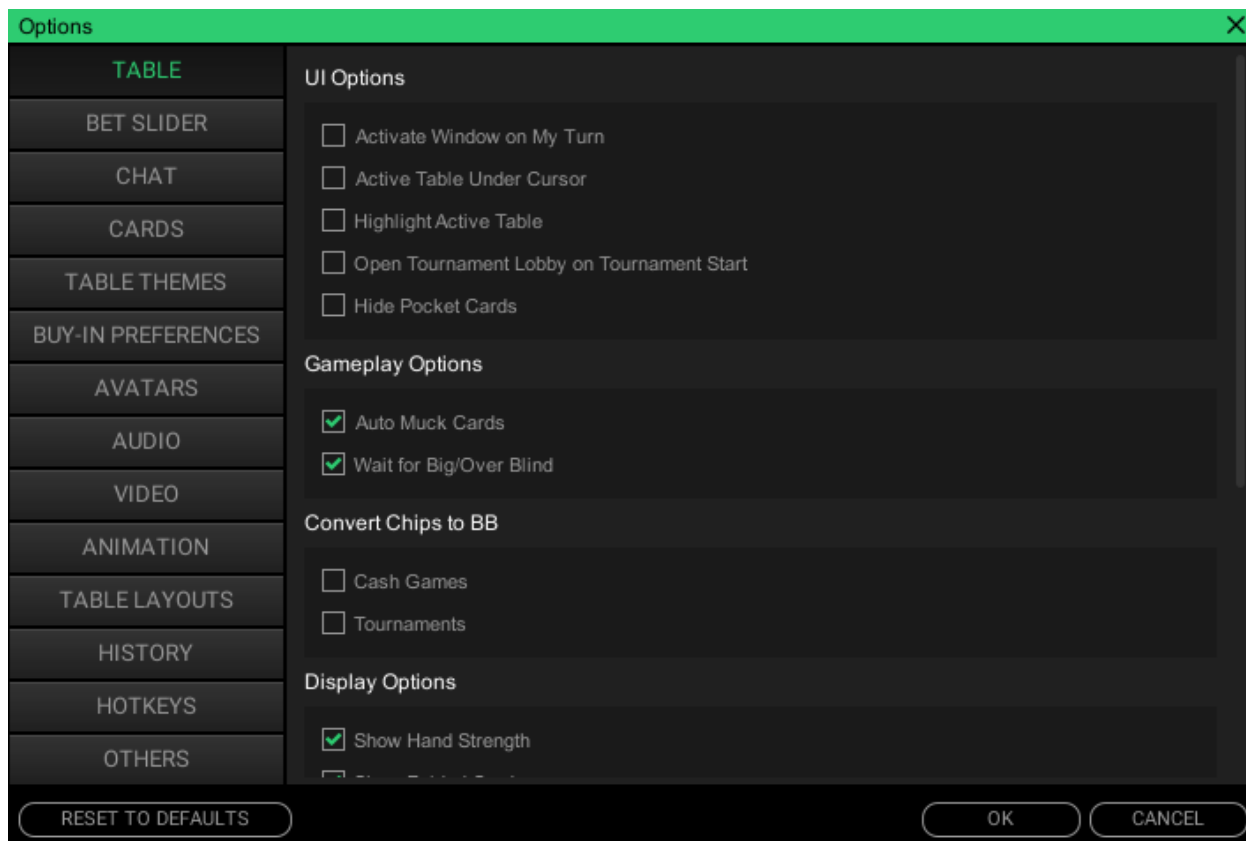 Options
TABLE
BET SLIDER
CHAT
CARDS
TABLE THEMES
BUY-IN PREFERENCES
AVATARS
AUDIO
VIDEO
ANIMATION
TABLE LAYOUTS
HISTORY
HOTKEYS
OTHERS
UI Options
Activate Window on My Turn
Active Table Under Cursor
Highlight Active Table
Open Tournament Lobby on Tournament Start
Hide Pocket Cards
Gameplay Options
Auto Muck Cards
Wait for Big/Over Blind
Convert Chips to BB
Cash Games
Tournaments
Display Options
Show Hand Strength
RESET TO DEFAULTS
OK
CANCEL